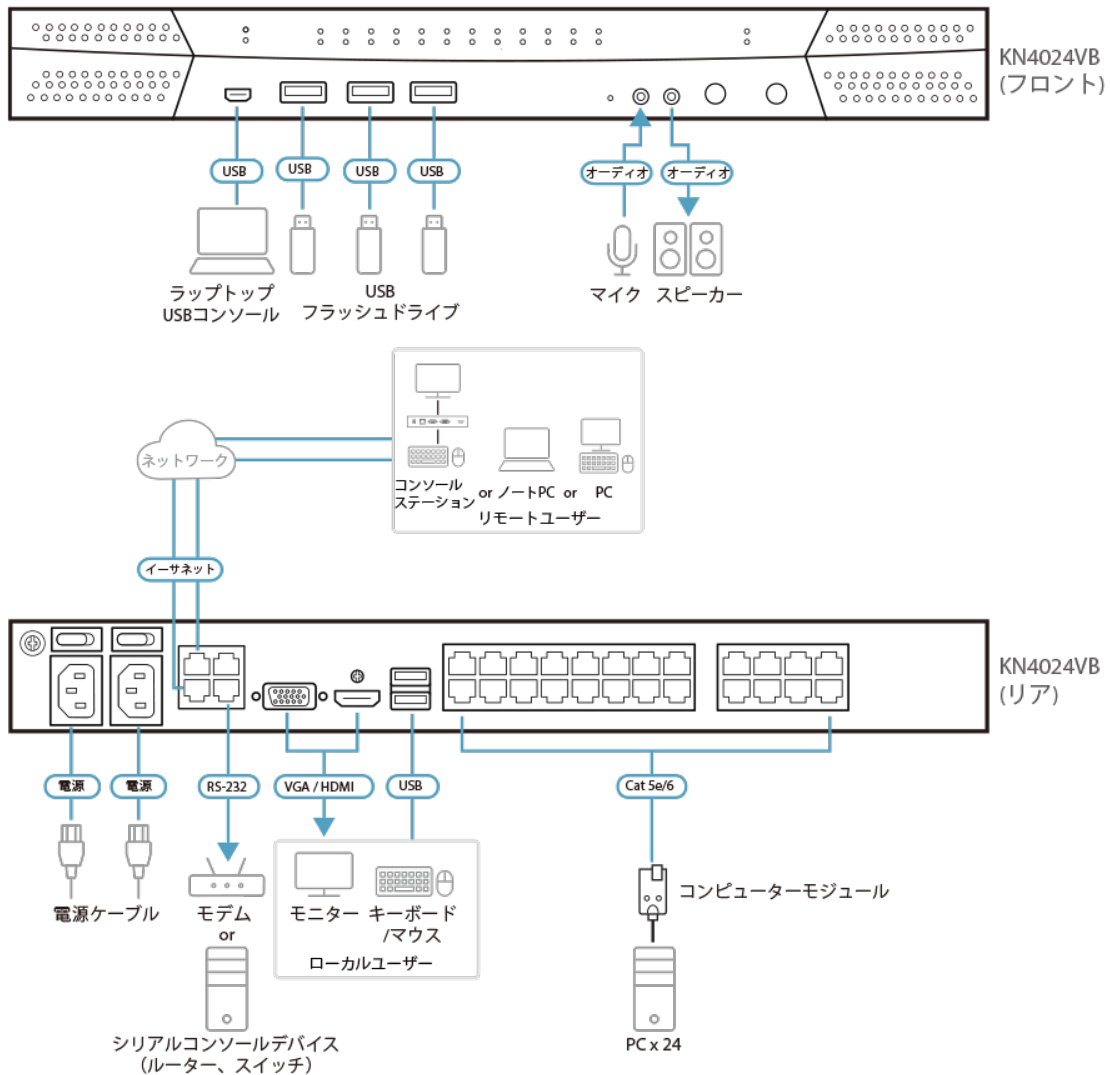 KN4024VB
(フロント)
USB
USB
USB
USB
オーディオ
オーディオ
ラップトップ
USBコンソール
USB
フラッシュドライブ
マイク
スピーカー
ネットワーク
コンソール
ステーション
or ノートPC or PC
リモートユーザー
イーサネット
KN4024VB
(リア)
電源
電源
RS-232
VGA / HDMI
USB
Cat 5e/6
電源ケーブル
モデム
or
モニター
キーボード
/マウス
ローカルユーザー
コンピューターモジュール
シリアルコンソールデバイス
(ルーター、スイッチ)
PC x 24